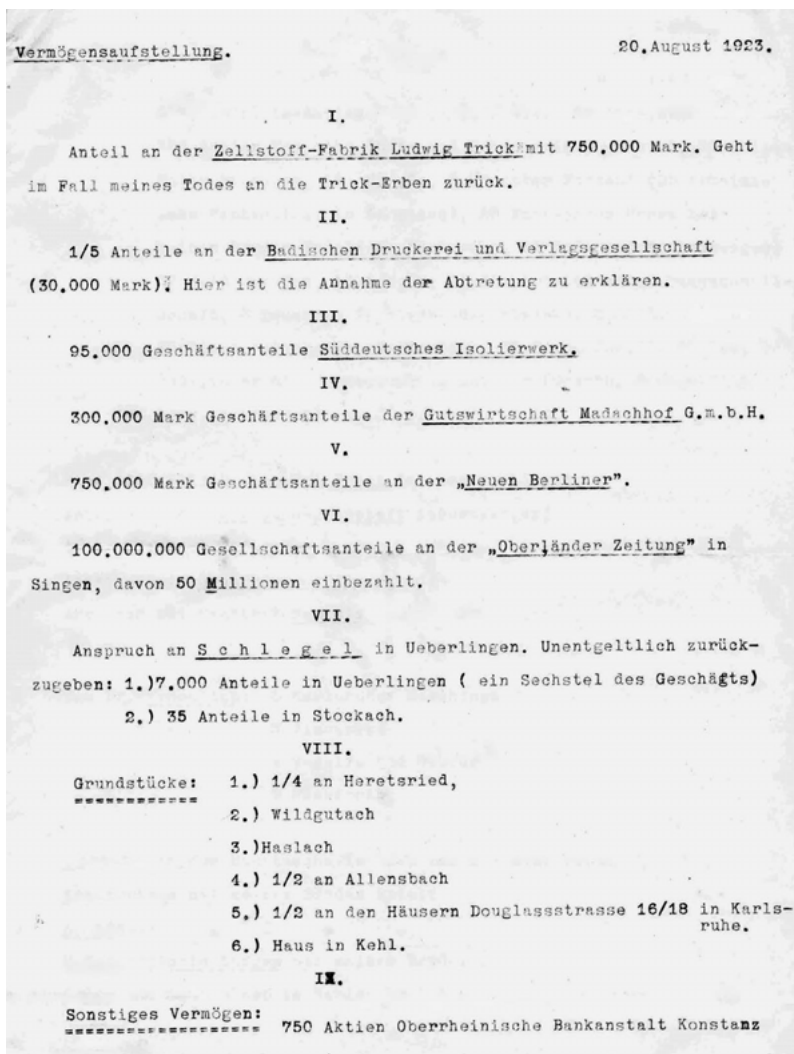 Vermögensaufstellung. 20.August 1923.
I.
Anteil an der Zellstoff-Fabrik Ludwig Trick mit 750.000 Mark. Geht
im Fall meines Todes an die Trick-Erben zurück.
II.
1/5 Anteile an der Badischen Druckerei und Verlagsgesellschaft
(30.000 Mark). Hier ist die Annahme der Abtretung zu erklären.
III.
95.000 Geschäftsanteile Süddeutsches Isolierwerk.
IV.
300.000 Mark Geschäftsanteile der Gutswirtschaft Madachhof G.m.b.H.
V.
750.000 Mark Geschäftsanteile an der „Neuen Berliner".
VI.
100.000.000 Gesellschaftsanteile an der „Oberländer Zeitung" in
Singen, davon 50 Millionen einbezahlt.
VII.
Anspruch an S c h l e g e l in Ueberlingen. Unentgeltlich zurück-
zugeben: 1.)7.000 Anteile in Ueberlingen ( ein Sechstel des Geschäfts)
2.) 35 Anteile in Stockach.
VIII.
Grundstücke: 1.) 1/4 an Heretsried,
2.) Wildgutach
3.)Haslach
4.) 1/2 an Allensbach
5.) 1/2 an den Häusern Douglassstrasse 16/18 in Karls-
ruhe.
6.) Haus in Kehl.
IX.
Sonstiges Vermögen: 750 Aktien Oberrheinische Bankanstalt Konstanz